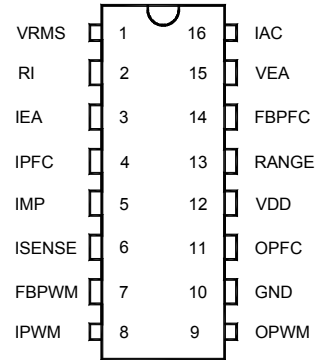 VRMS 1 16 IAC
RI 2 15 VEA
IEA 3 14 FBPFC
IPFC 4 13 RANGE
IMP 5 12 VDD
ISENSE 6 11 OPFC
FBPWM 7 10 GND
IPWM 8 9 OPWM